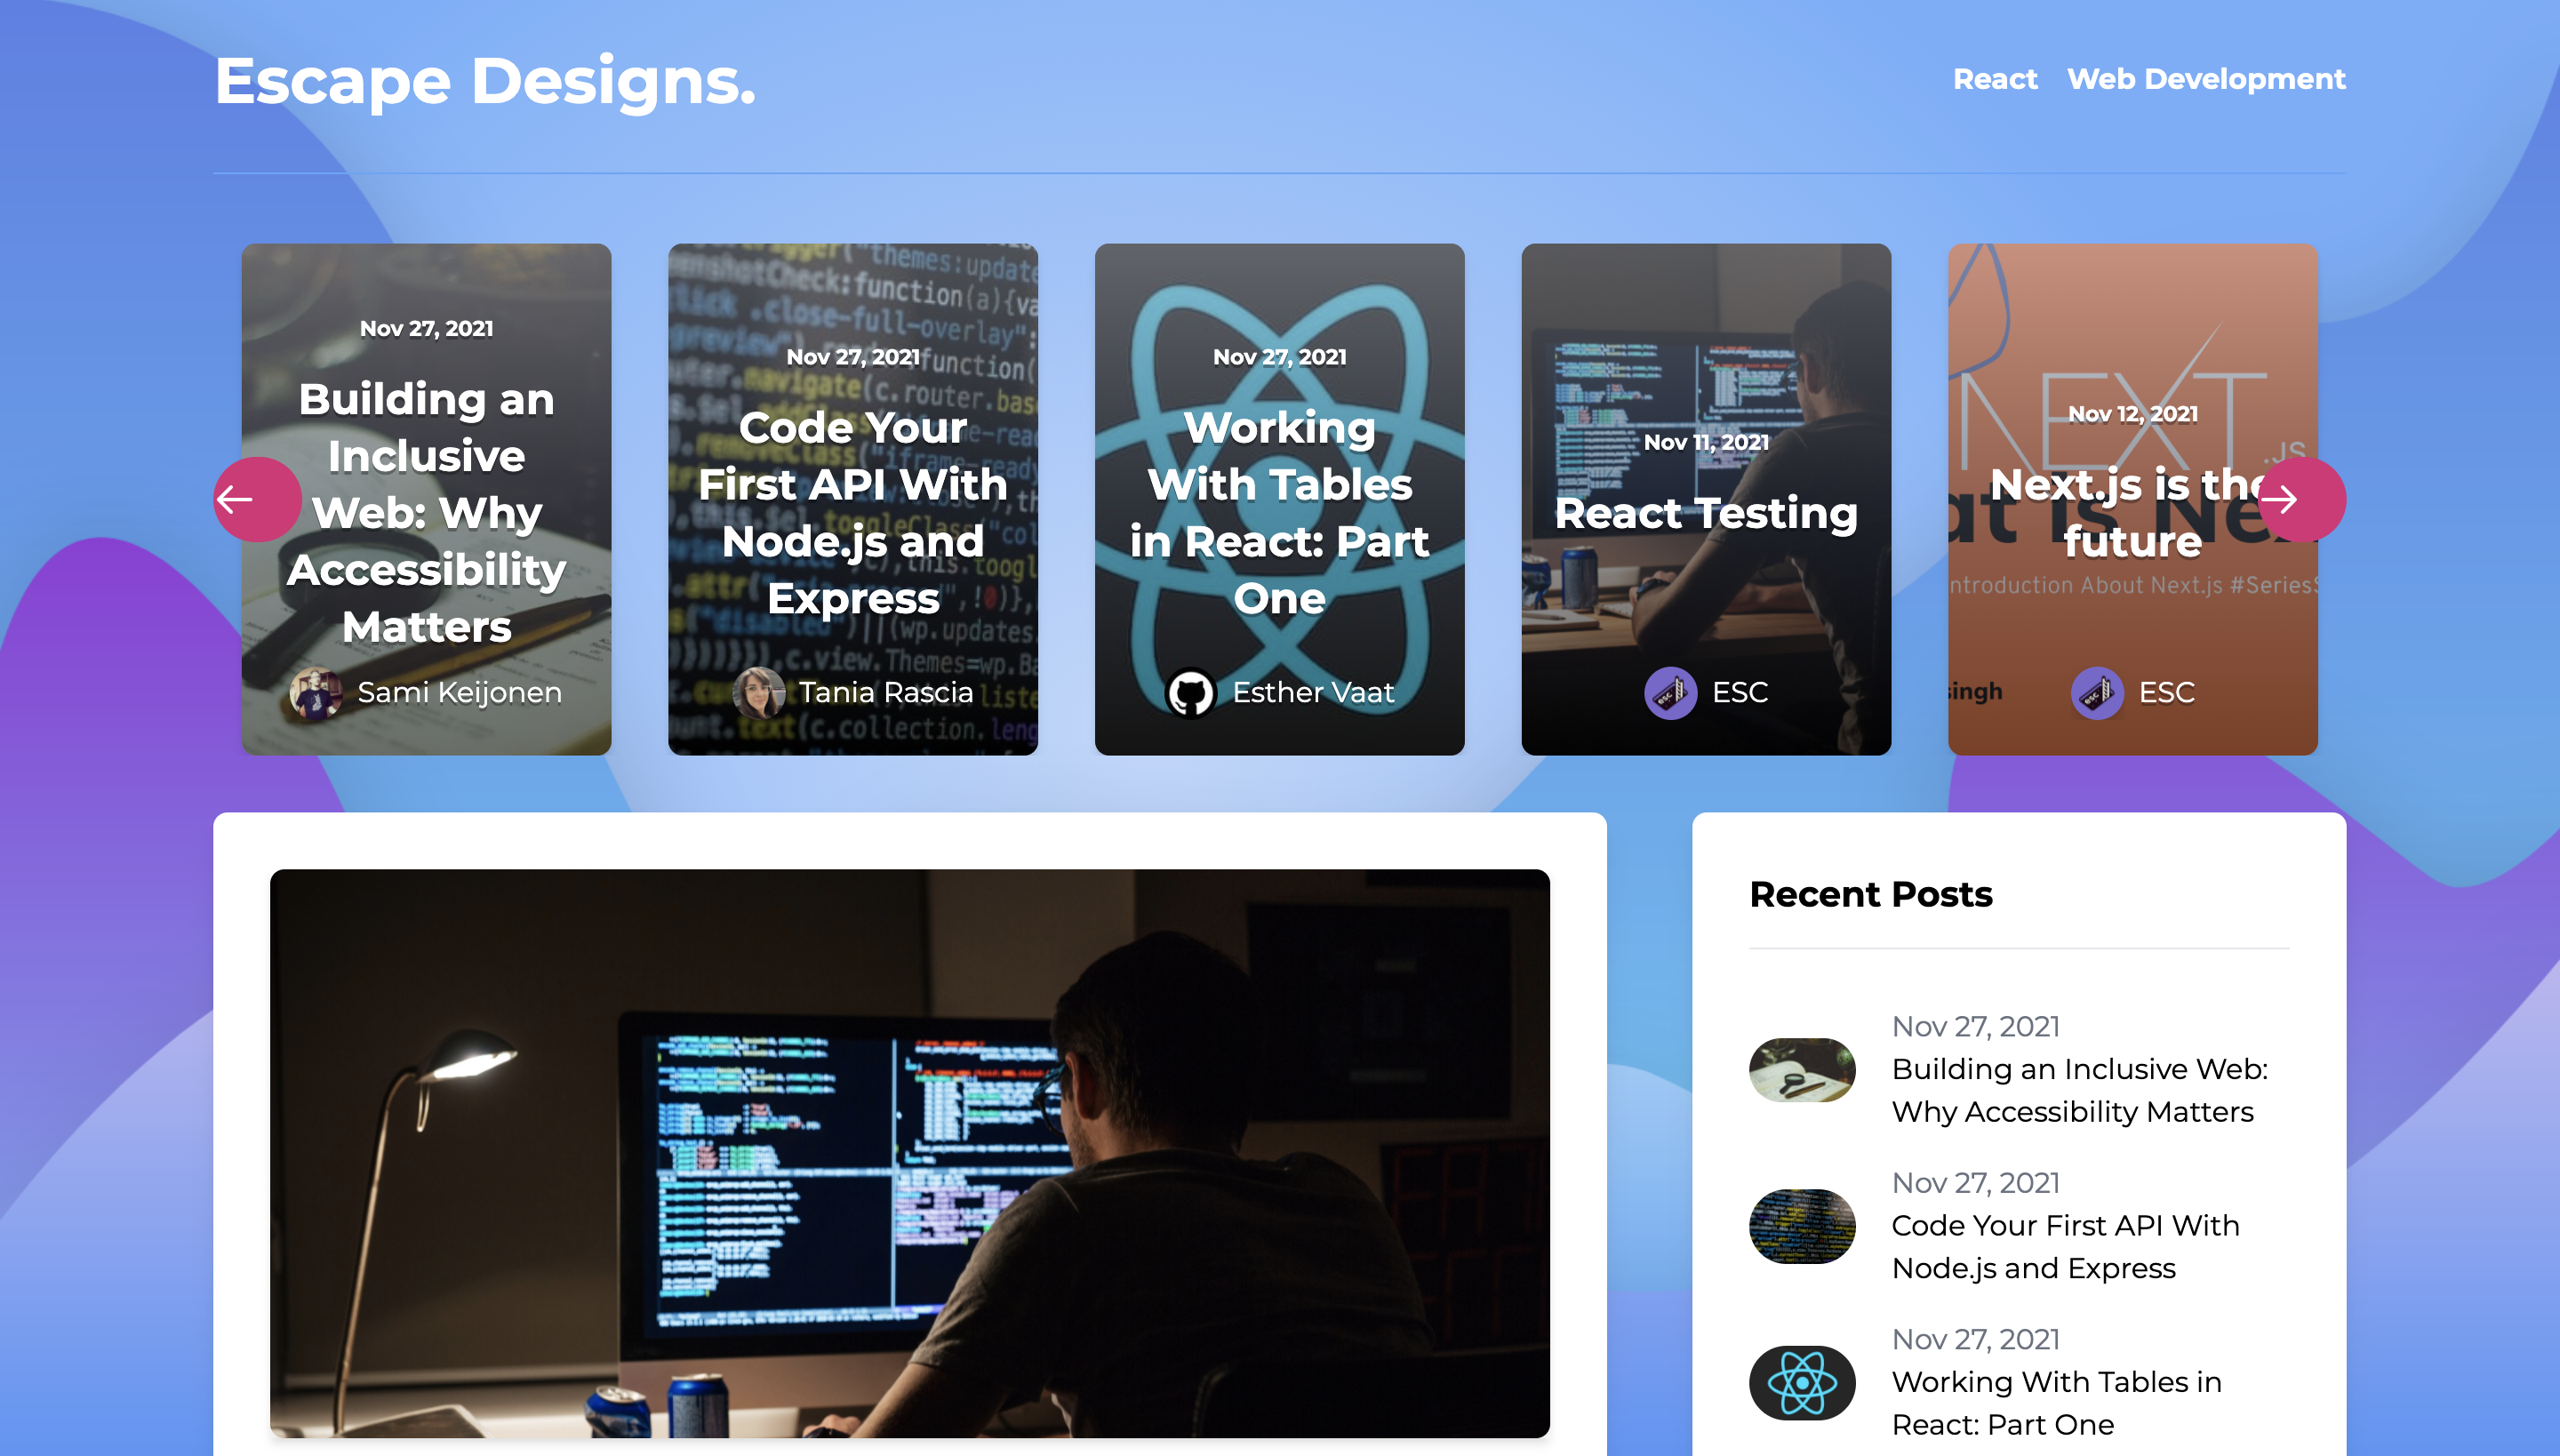 Escape Designs.
React Web Development
Nov 27, 2021
Building an
Inclusive
Web: Why
Accessibility
Matters
Sami Keijonen
Nov 27, 2021
Code Your
First API With
Node.js and
Express
Tania Rascia
Nov 27, 2021
Working
With Tables
in React: Part
One
Esther Vaat
Nov 11, 2021
React Testing
ESC
NEXT
.JS
Nov 12, 2021
Next.js is the
future
ntroduction About Next.js #Series
singh
ESC
Recent Posts
Nov 27, 2021
Building an Inclusive Web:
Why Accessibility Matters
Nov 27, 2021
Code Your First API With
Node.js and Express
Nov 27, 2021
Working With Tables in
React: Part One